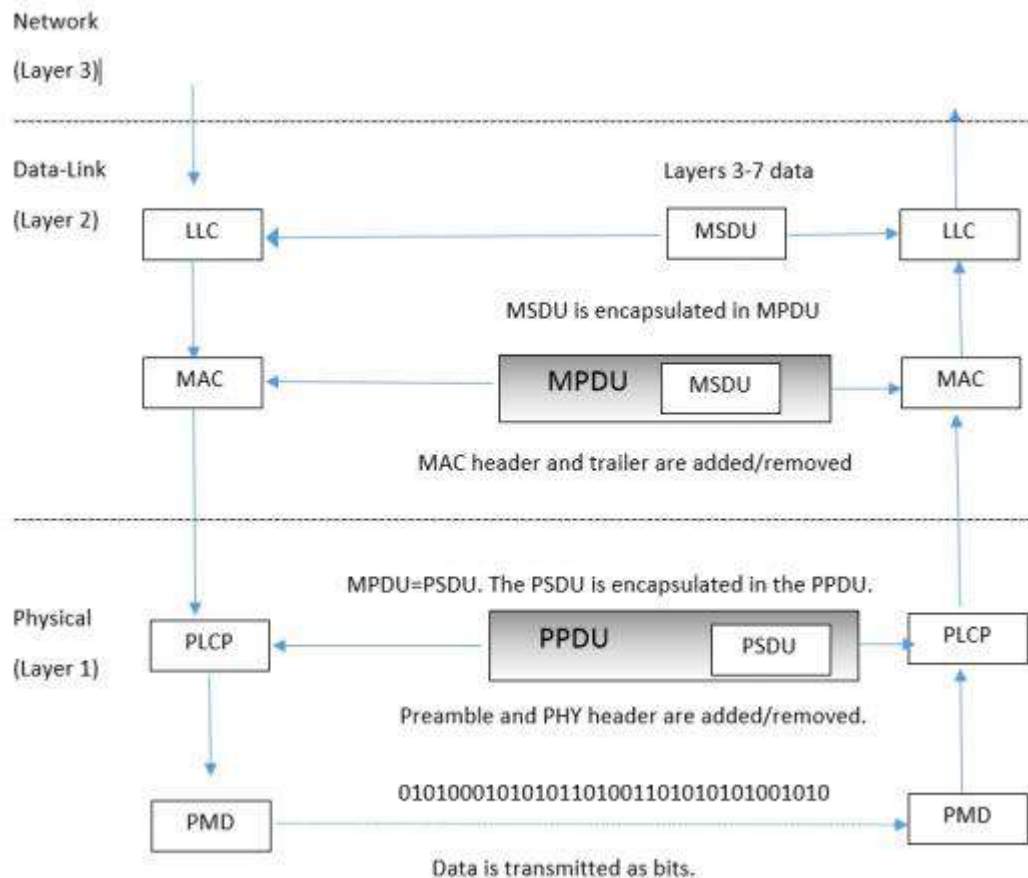 Network
(Layer 3)
Data-Link
(Layer 2)
Layers 3-7 data
LLC
MSDU
LLC
MSDU is encapsulated in MPDU
MAC
MPDU
MSDU
MAC
MAC header and trailer are added/removed
MPDU=PSDU. The PSDU is encapsulated in the PPDU.
Physical
(Layer 1)
PLCP
PPDU
PSDU
PLCP
Preamble and PHY header are added/removed.
01010001010101101001101010101001010
PMD
PMD
Data is transmitted as bits.